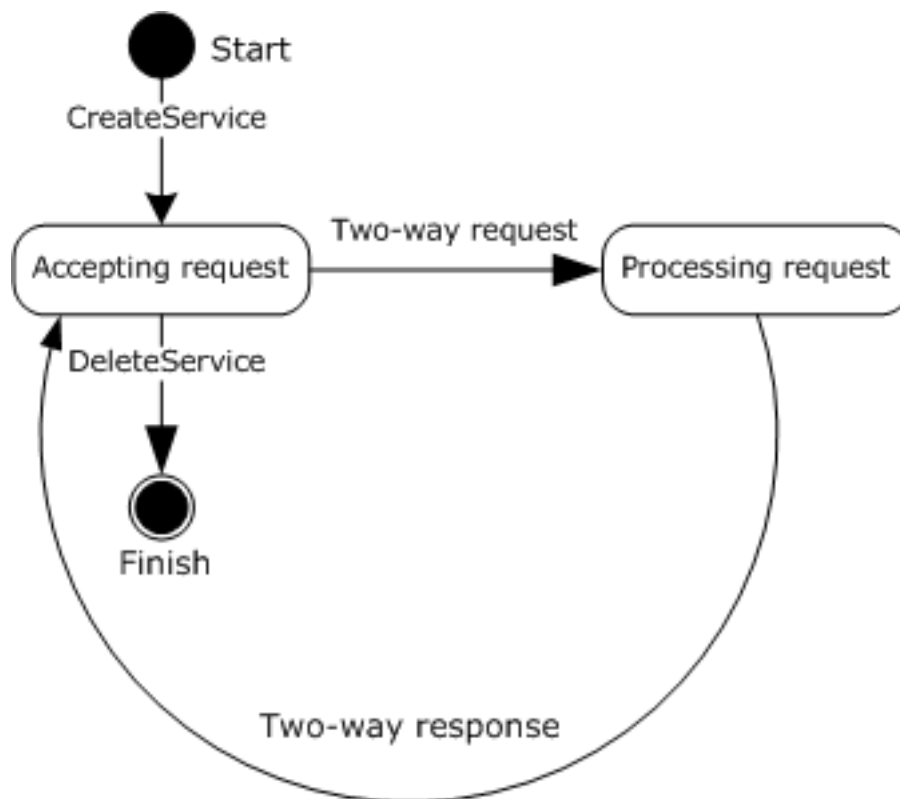 Start
CreateService
Two-way request
Accepting request
Processing request
DeleteService
Finish
Two-way response